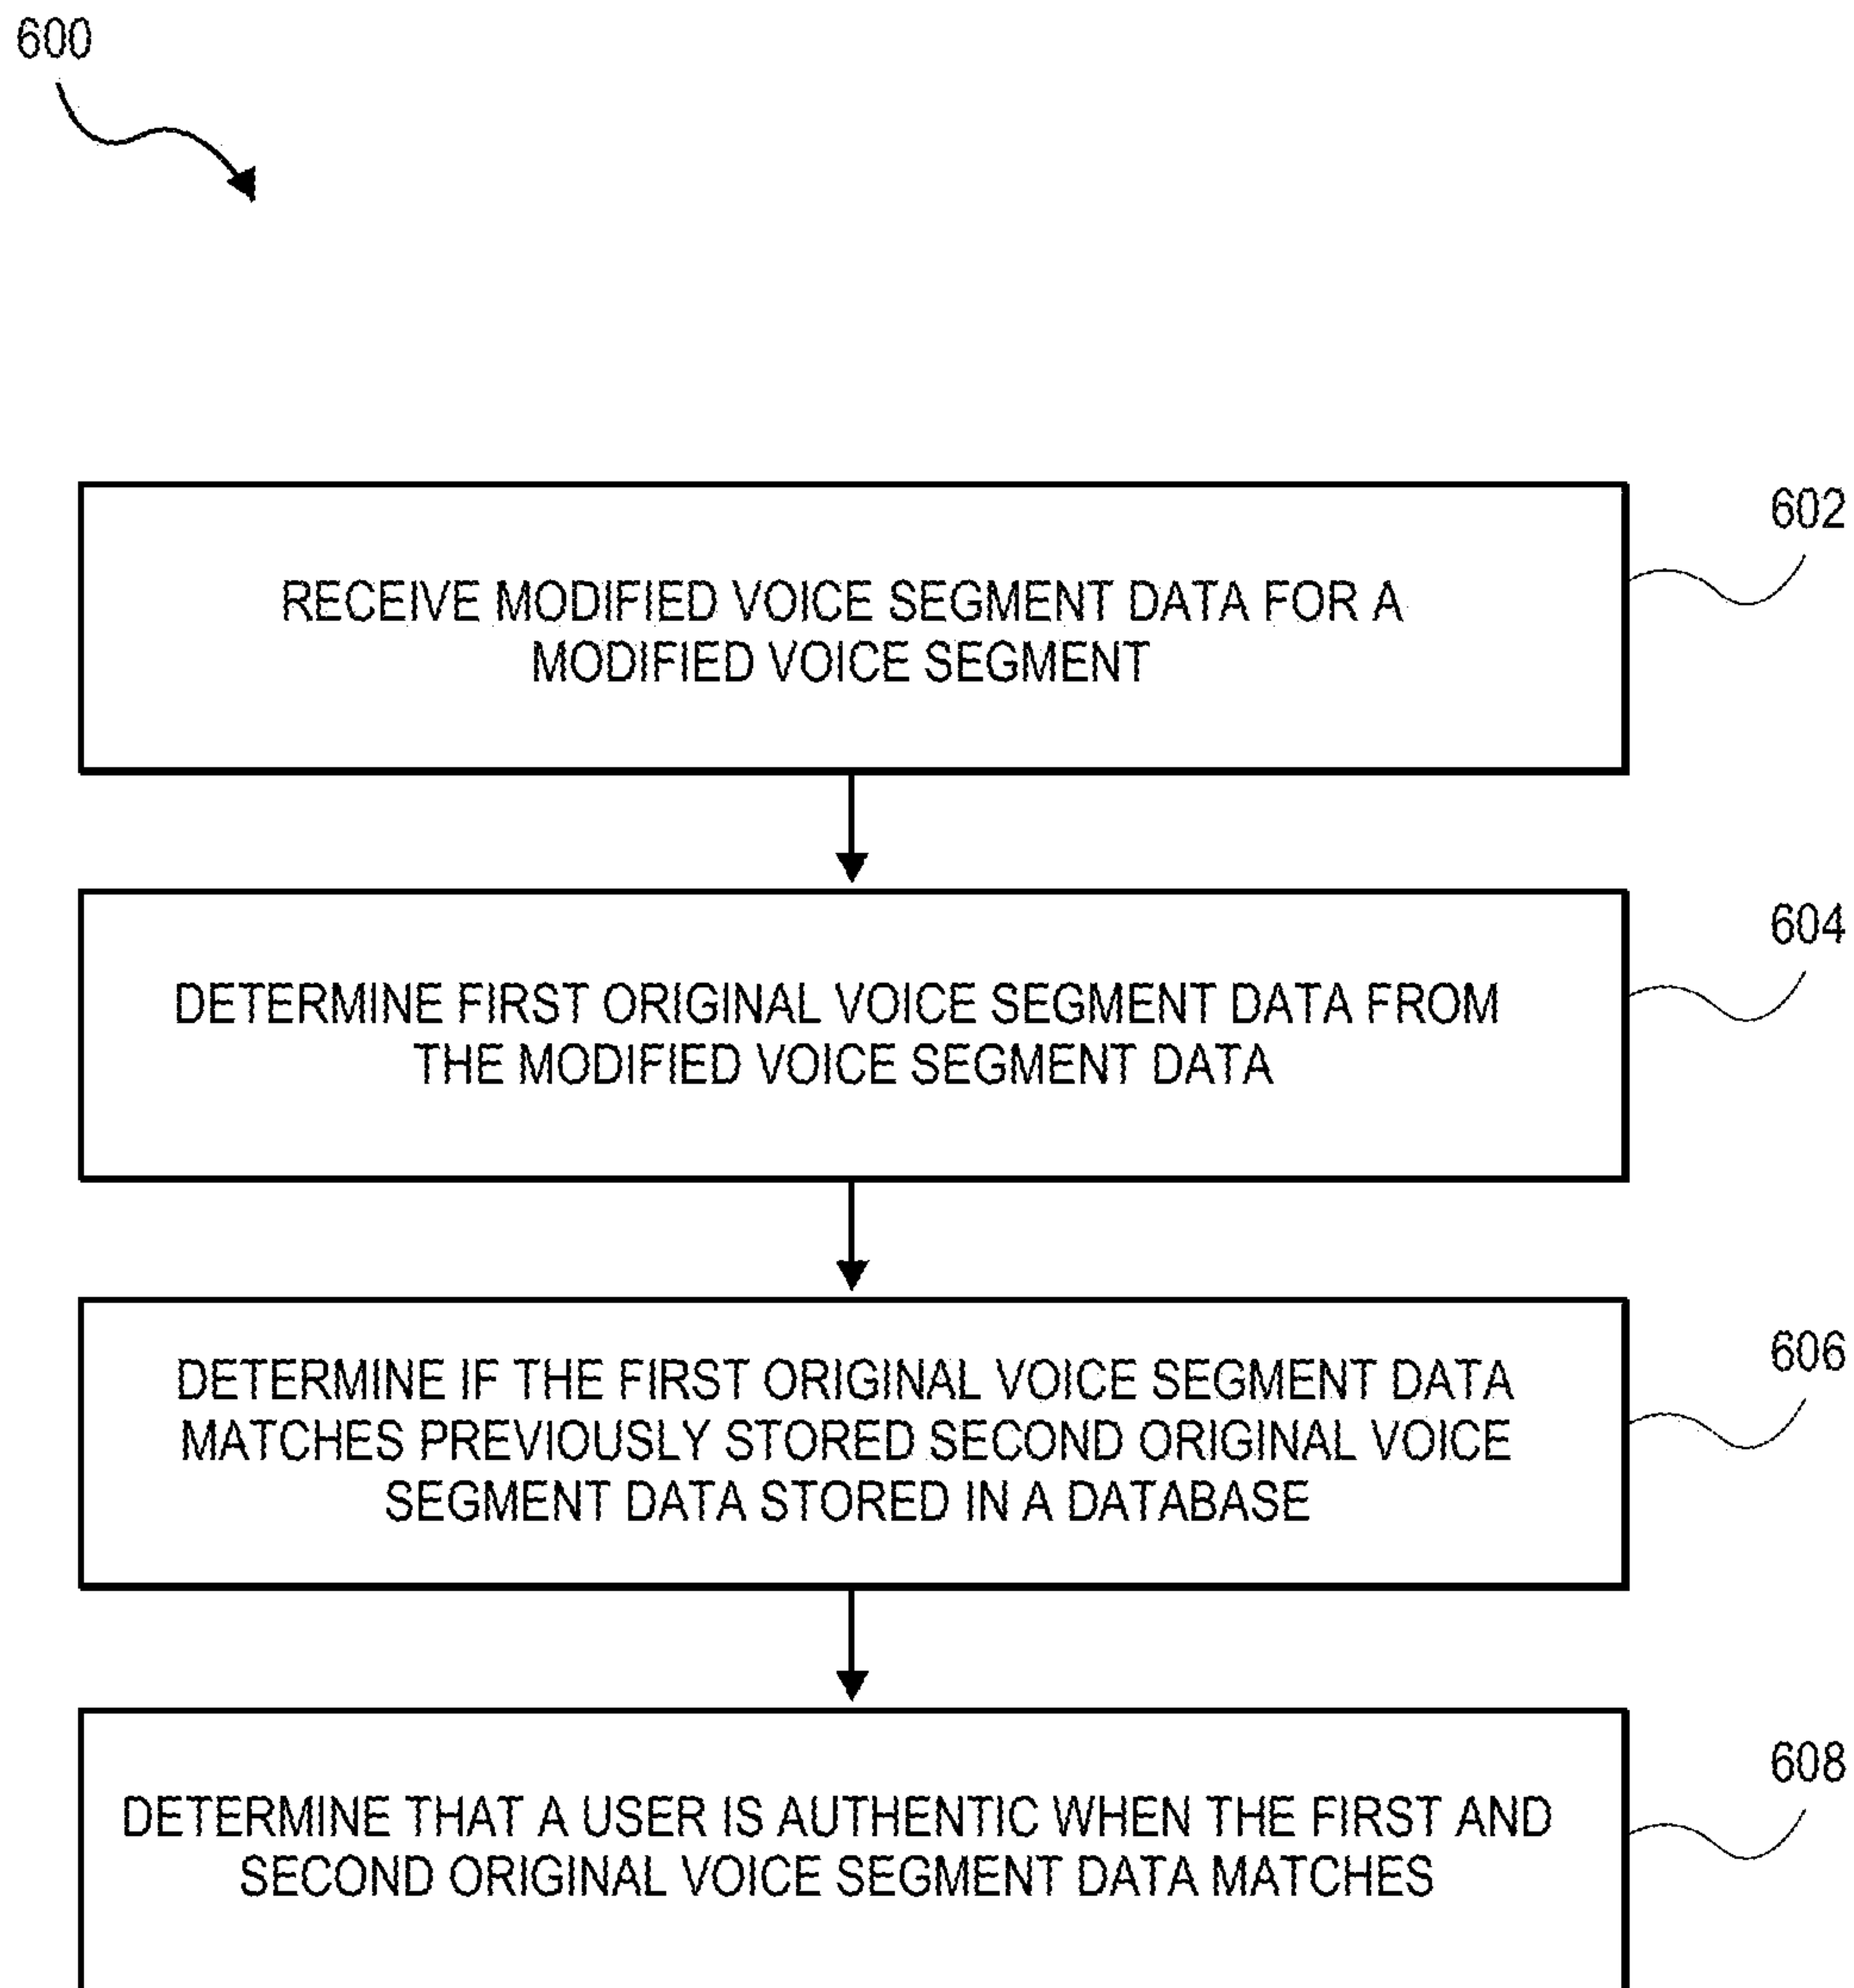 600
602
RECEIVE MODIFIED VOICE SEGMENT DATA FOR A
MODIFIED VOICE SEGMENT
604
DETERMINE FIRST ORIGINAL VOICE SEGMENT DATA FROM
THE MODIFIED VOICE SEGMENT DATA
606
DETERMINE IF THE FIRST ORIGINAL VOICE SEGMENT DATA
MATCHES PREVIOUSLY STORED SECOND ORIGINAL VOICE
SEGMENT DATA STORED IN A DATABASE
608
DETERMINE THAT A USER IS AUTHENTIC WHEN THE FIRST AND
SECOND ORIGINAL VOICE SEGMENT DATA MATCHES